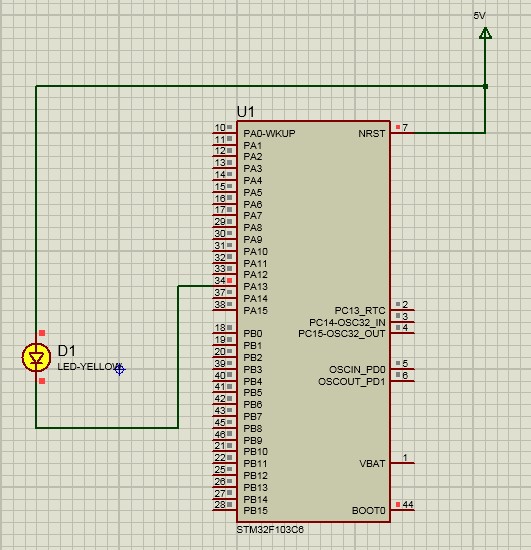 5V
U1
10 PA0-WKUP NRST 7
11 PA1
12 PA2
13 PA3
14 PA4
15 PA5
16 PA6
17 PA7
29 PA8
30 PA9
31 PA10
32 PA11
33 PA12
34 PA13
37 PA14
38 PA15 PC13_RTC 2
PC14-OSC32_IN 3
18 PB0 PC15-OSC32_OUT 4
19 PB1
20 PB2
39 PB3 OSCIN_PD0 5
40 PB4 OSCOUT_PD1 6
41 PB5
42 PB6
43 PB7
45 PB8
46 PB9
21 PB10
22 PB11 VBAT 1
25 PB12
26 PB13
27 PB14
28 PB15 BOOT0 44
STM32F103C6
D1
LED-YELLOW